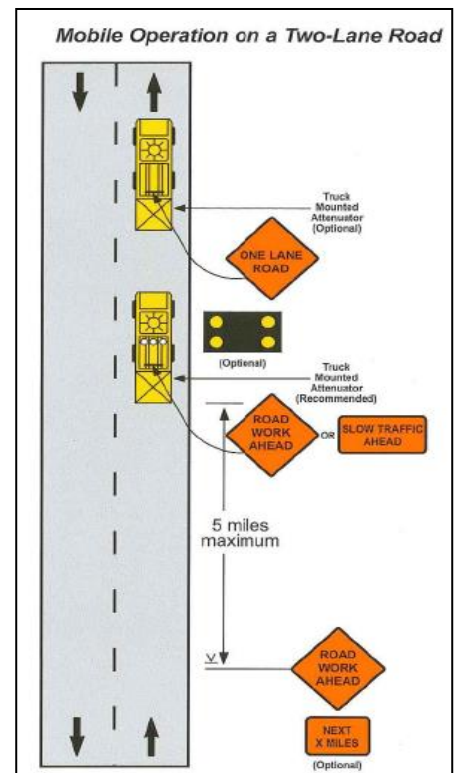 Mobile Operation on a Two-Lane Road
Truck
Mounted
Attenuator
(Optional)
ONE LANE
ROAD
(Optional)
Truck
Mounted
Attenuator
(Recommended)
ROAD
WORK
AHEAD
OR
SLOW TRAFFIC
AHEAD
5 miles
maximum
ROAD
WORK
AHEAD
NEXT
X MILES
(Optional)